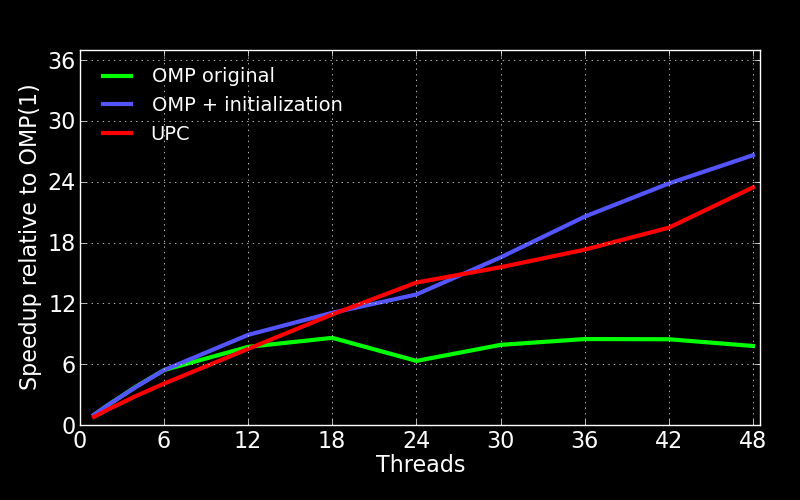 36
30
24
18
12
6
0
Speedup relative to OMP(1)
OMP original
OMP + initialization
UPC
0 6 12 18 24 30 36 42 48
Threads